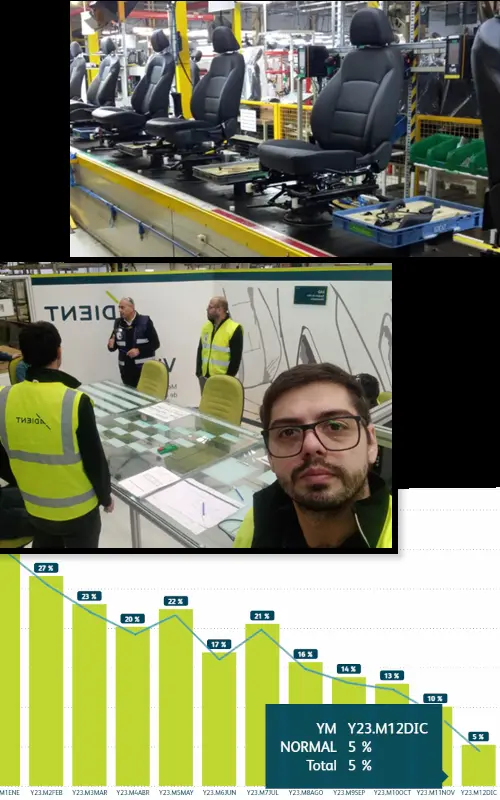 ADIENT
ADIENT
27 %
23 %
20 %
22 %
17 %
21 %
16 %
14 %
13 %
10 %
5 %
YM Y23.M12DIC
NORMAL 5 %
Total 5 %
M1ENE Y23.M2FEB Y23.M3MAR Y23.M4ABR Y23.M5MAY Y23.M6JUN Y23.M7JUL Y23.M8AGO Y23.M9SEP Y23.M10OCT Y23.M11NOV Y23.M12DIC